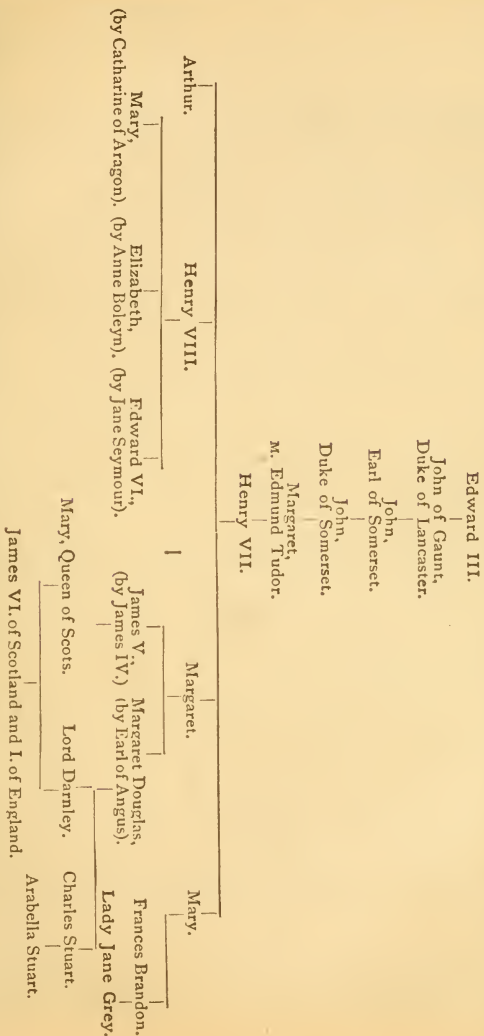 Edward III.
John of Gaunt,
Duke of Lancaster.
John,
Earl of Somerset.
John,
Duke of Somerset.
Margaret,
M. Edmund Tudor.
Henry VII.
Arthur.
Henry VIII.
Margaret.
Mary.
Mary,
(by Catharine of Aragon).
Elizabeth,
(by Anne Boleyn).
Edward VI.,
(by Jane Seymour).
James V.,
(by James IV.)
Margaret Douglas,
(by Earl of Angus).
Frances Brandon.
Lady Jane Grey.
Mary, Queen of Scots.
Lord Darnley.
Charles Stuart.
James VI. of Scotland and I. of England.
Arabella Stuart.